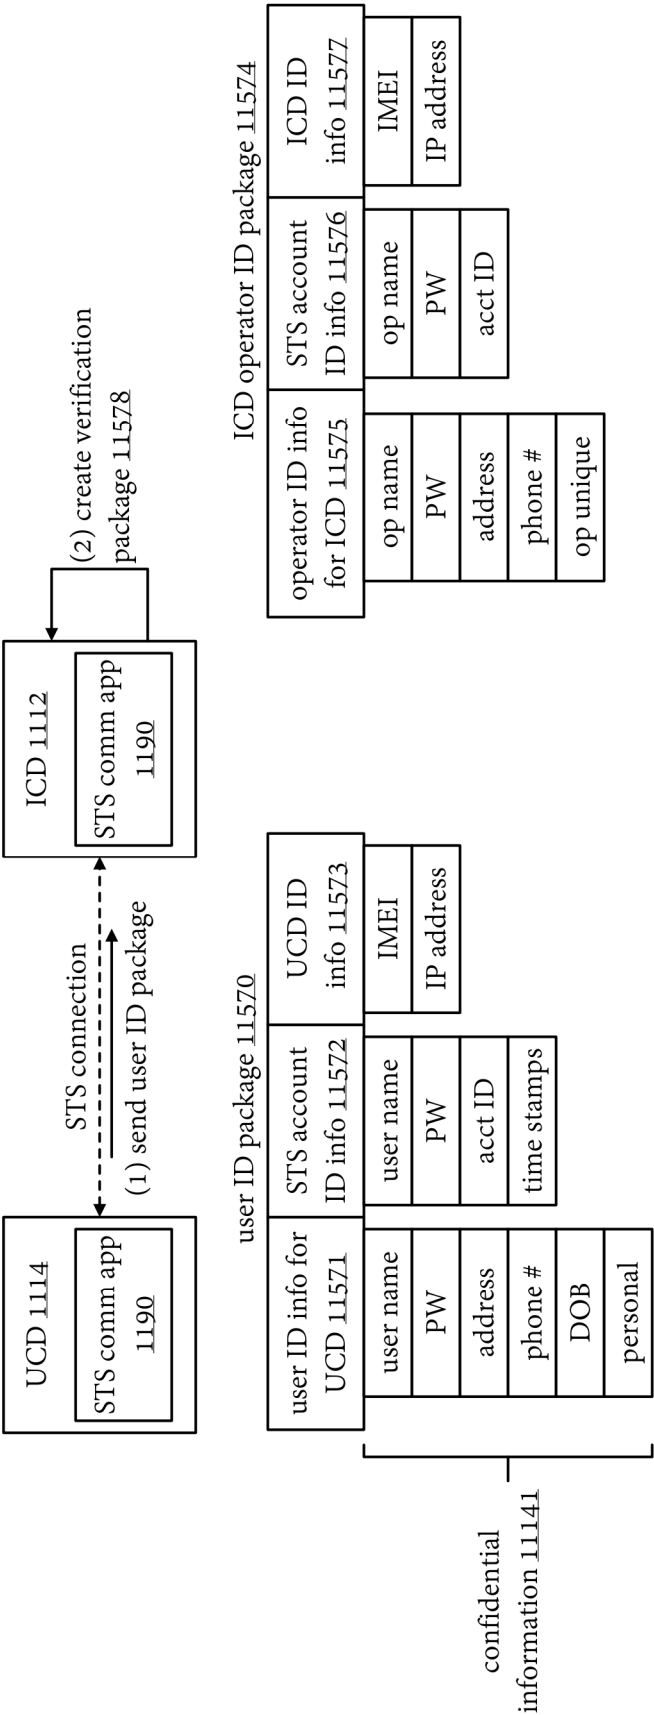 UCD 1114
STS comm app
1190
STS connection
(1) send user ID package
ICD 1112
STS comm app
1190
(2) create verification
package 11578
user ID package 11570
user ID info for
UCD 11571
STS account
ID info 11572
UCD ID
info 11573
user name
PW
address
phone #
DOB
personal
user name
PW
acct ID
time stamps
IMEI
IP address
confidential
information 11141
ICD operator ID package 11574
operator ID info
for ICD 11575
STS account
ID info 11576
ICD ID
info 11577
op name
PW
address
phone #
op unique
op name
PW
acct ID
IMEI
IP address